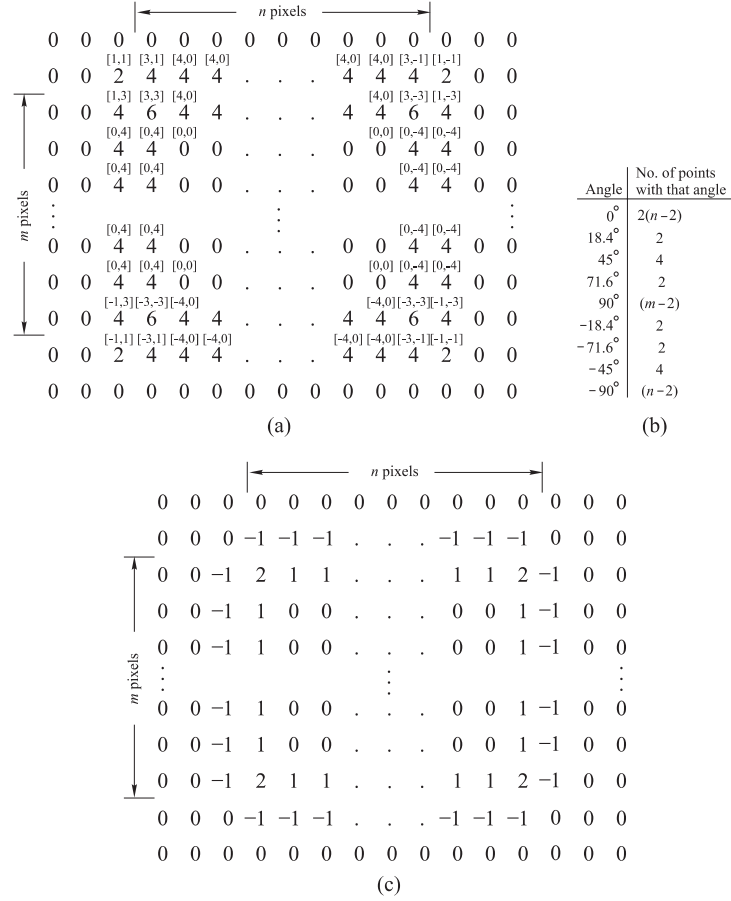 n pixels
0 0 0 0 0 0 0 0 0 0 0 0 0 0 0
[1,1] [3,1] [4,0] [4,0] [4,0] [4,0] [3,-1] [1,-1]
0 0 2 4 4 4 . . . 4 4 4 2 0 0
[1,3] [3,3] [4,0] [4,0] [3,-3] [1,-3]
0 0 4 6 4 4 . . . 4 4 6 4 0 0
[0,4] [0,4] [0,0] [0,0] [0,-4] [0,-4]
0 0 4 4 0 0 . . . 0 0 4 4 0 0
[0,4] [0,4] [0,-4] [0,-4]
0 0 4 4 0 0 . . . 0 0 4 4 0 0
m pixels
[0,4] [0,4] [0,-4] [0,-4]
0 0 4 4 0 0 . . . 0 0 4 4 0 0
[0,4] [0,4] [0,0] [0,0] [0,-4] [0,-4]
0 0 4 4 0 0 . . . 0 0 4 4 0 0
[-1,3] [-3,-3] [-4,0] [-4,0] [-3,-3] [-1,-3]
0 0 4 6 4 4 . . . 4 4 6 4 0 0
[-1,1] [-3,1] [-4,0] [-4,0] [-4,0] [-4,0] [-3,-1] [-1,-1]
0 0 2 4 4 4 . . . 4 4 4 2 0 0
0 0 0 0 0 0 0 0 0 0 0 0 0 0 0
(a)
No. of points
Angle with that angle
0° 2(n−2)
18.4° 2
45° 4
71.6° 2
90° (m−2)
−18.4° 2
−71.6° 2
−45° 4
−90° (n−2)
(b)
n pixels
0 0 0 0 0 0 0 0 0 0 0 0 0 0 0
0 0 0 −1 −1 −1 . . . −1 −1 −1 0 0 0
0 0 −1 2 1 1 . . . 1 1 2 −1 0 0
0 0 −1 1 0 0 . . . 0 0 1 −1 0 0
0 0 −1 1 0 0 . . . 0 0 1 −1 0 0
m pixels
0 0 −1 1 0 0 . . . 0 0 1 −1 0 0
0 0 −1 1 0 0 . . . 0 0 1 −1 0 0
0 0 −1 2 1 1 . . . 1 1 2 −1 0 0
0 0 0 −1 −1 −1 . . . −1 −1 −1 0 0 0
0 0 0 0 0 0 0 0 0 0 0 0 0 0 0
(c)